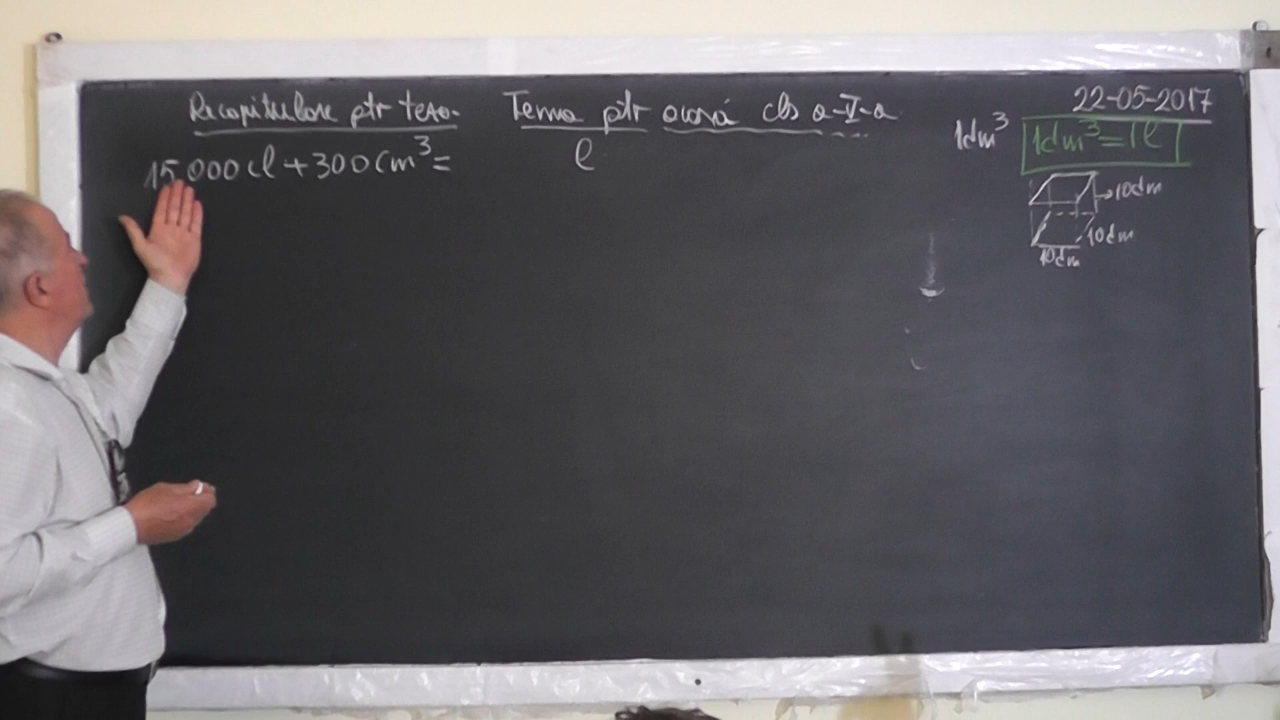 Recapitulare ptr teză.
Tema ptr acasă cls a-V-a
22-05-2017
15.000 cl + 300 cm³ =
l
1dm³
1dm³=1l
10dm
10dm
10dm